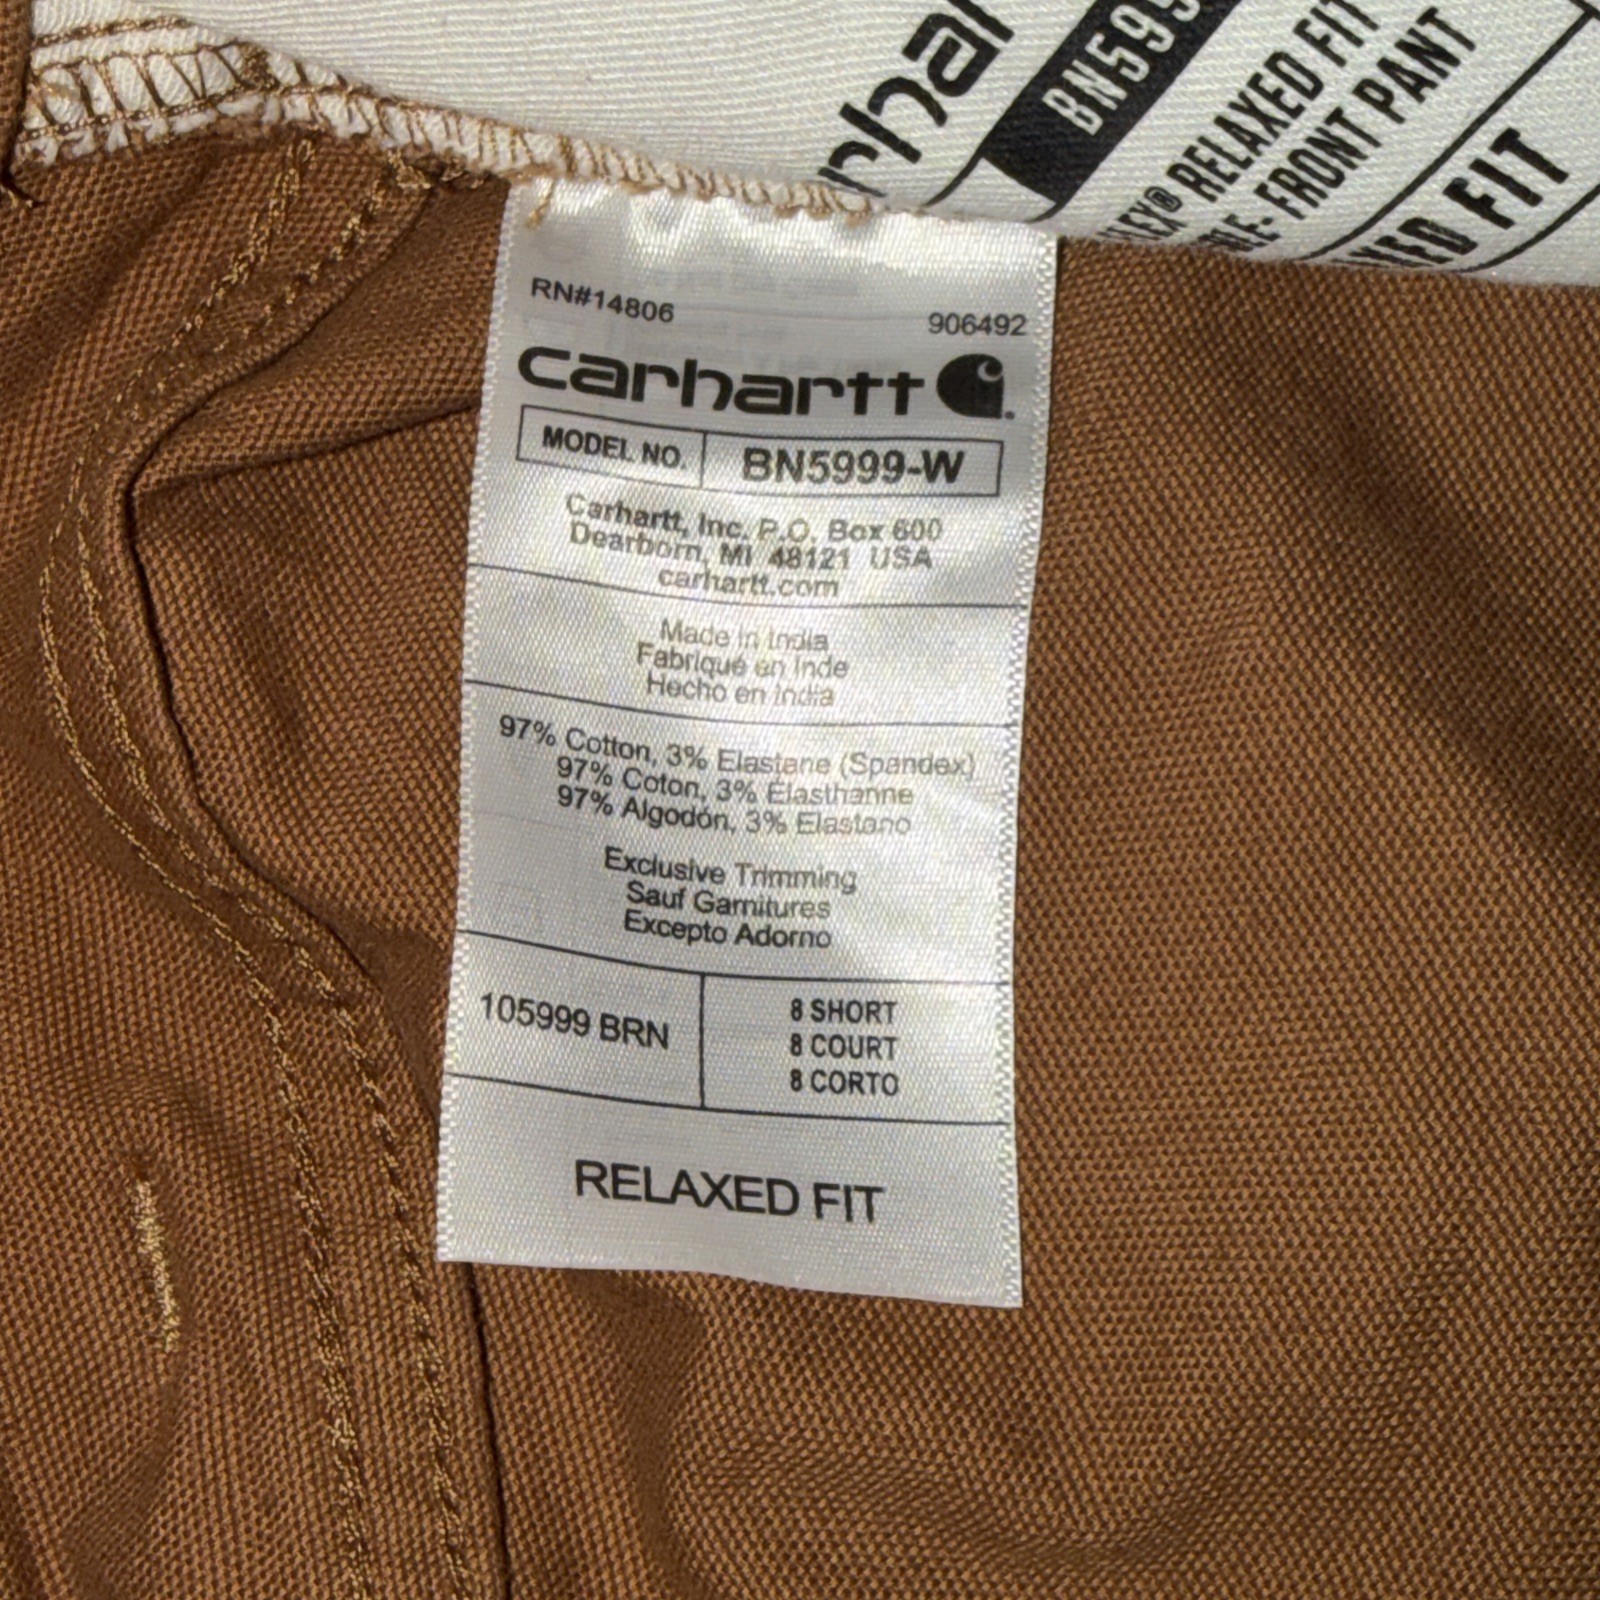 BN599
RELAXED FIT
FRONT PANT
FIT
RN#14806
906492
carhartt
MODEL NO. BN5999-W
Carhartt, Inc. P.O. Box 600
Dearborn, MI 48121 USA
carhartt.com
Made in India
Fabriqué en Inde
Hecho en India
97% Cotton, 3% Elastane (Spandex)
97% Coton, 3% Élasthanne
97% Algodón, 3% Elastano
Exclusive Trimming
Sauf Garnitures
Excepto Adorno
105999 BRN
8 SHORT
8 COURT
8 CORTO
RELAXED FIT